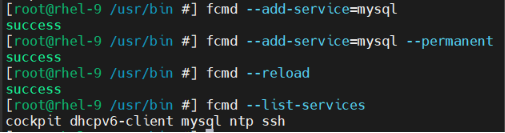 [root@rhel-9 /usr/bin #] fcmd --add-service=mysql
success
[root@rhel-9 /usr/bin #] fcmd --add-service=mysql --permanent
success
[root@rhel-9 /usr/bin #] fcmd --reload
success
[root@rhel-9 /usr/bin #] fcmd --list-services
cockpit dhcpv6-client mysql ntp ssh